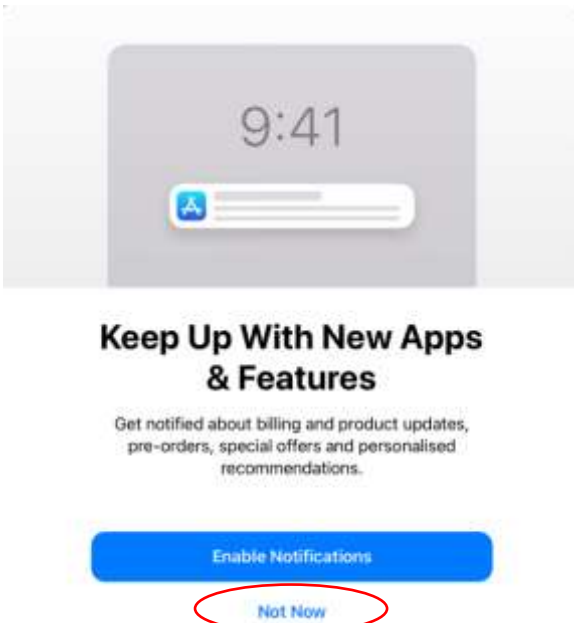 9:41
Keep Up With New Apps
& Features
Get notified about billing and product updates,
pre-orders, special offers and personalised
recommendations.
Enable Notifications
Not Now